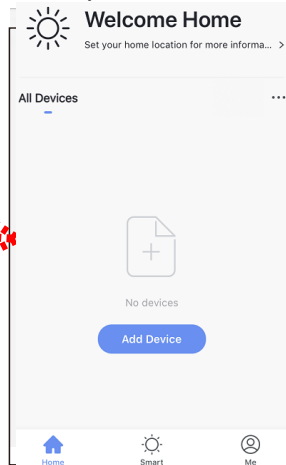 Welcome Home
Set your home location for more informa... >
All Devices
...
No devices
Add Device
Home
Smart
Me